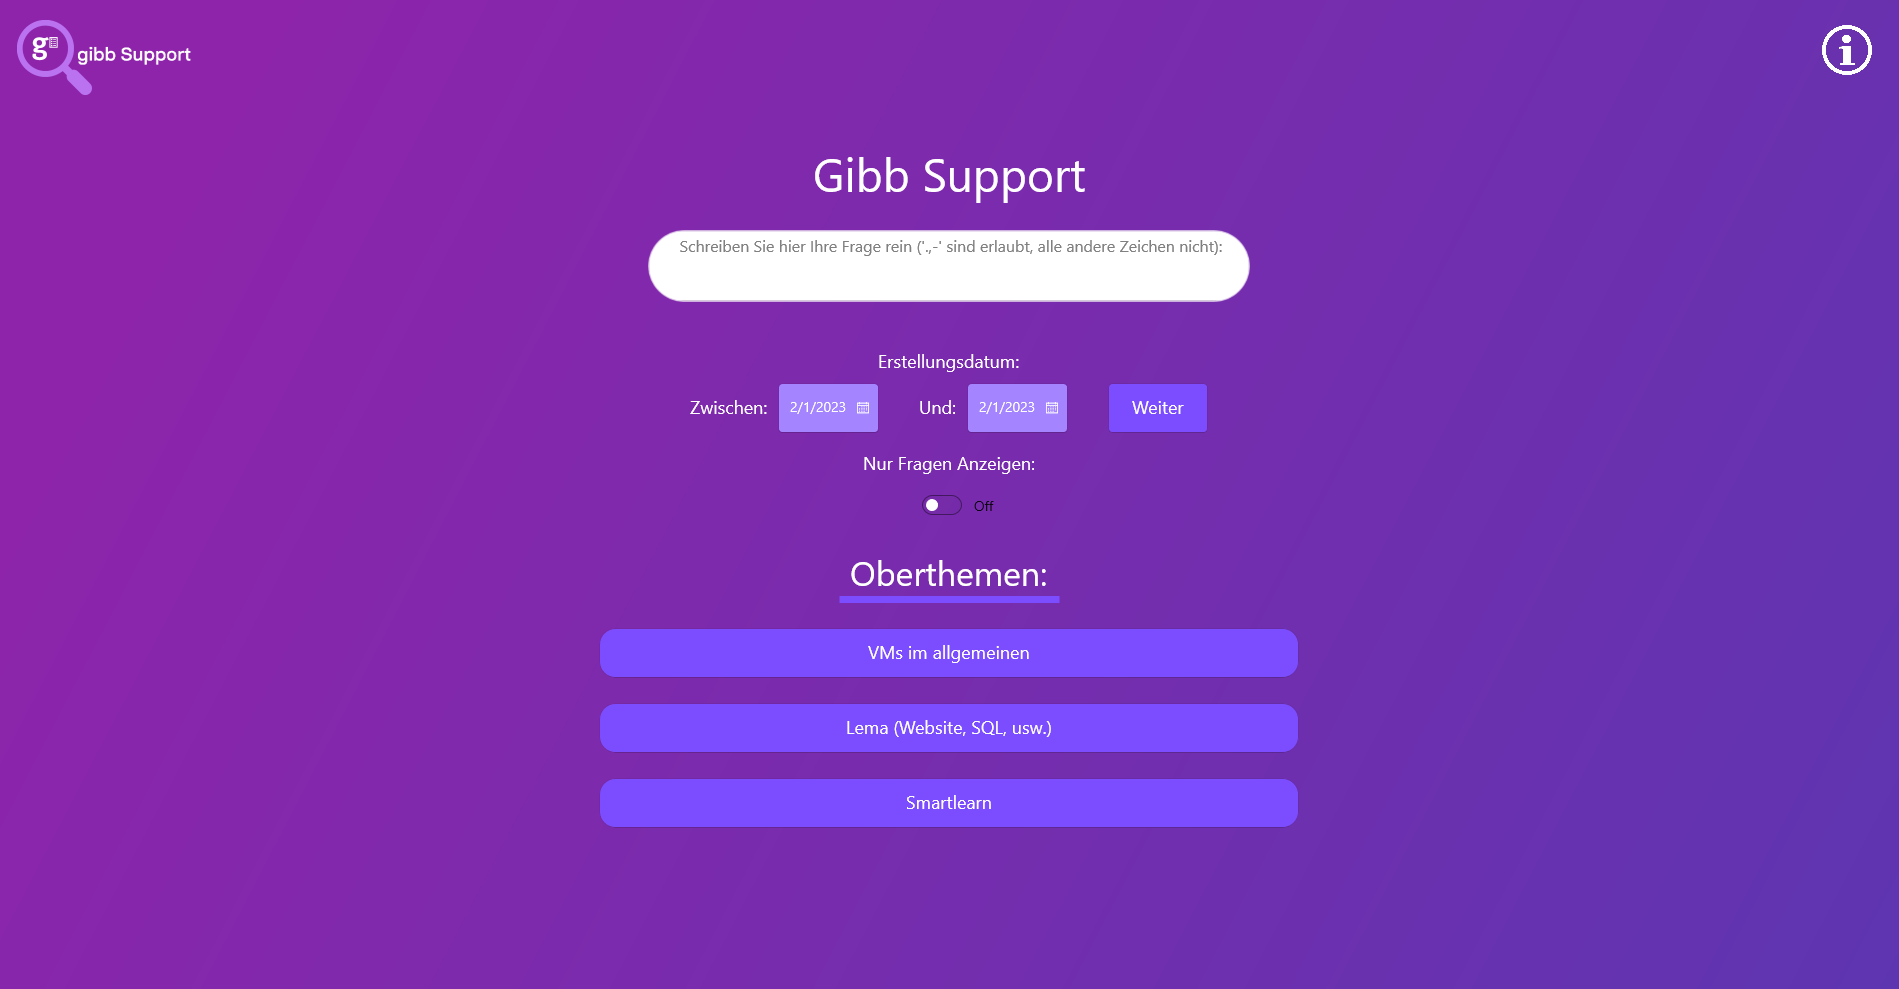 g
gibb Support
Gibb Support
Schreiben Sie hier Ihre Frage rein ('.,-' sind erlaubt, alle andere Zeichen nicht):
Erstellungsdatum:
Zwischen: 2/1/2023 Und: 2/1/2023 Weiter
Nur Fragen Anzeigen:
Off
Oberthemen:
VMs im allgemeinen
Lema (Website, SQL, usw.)
Smartlearn